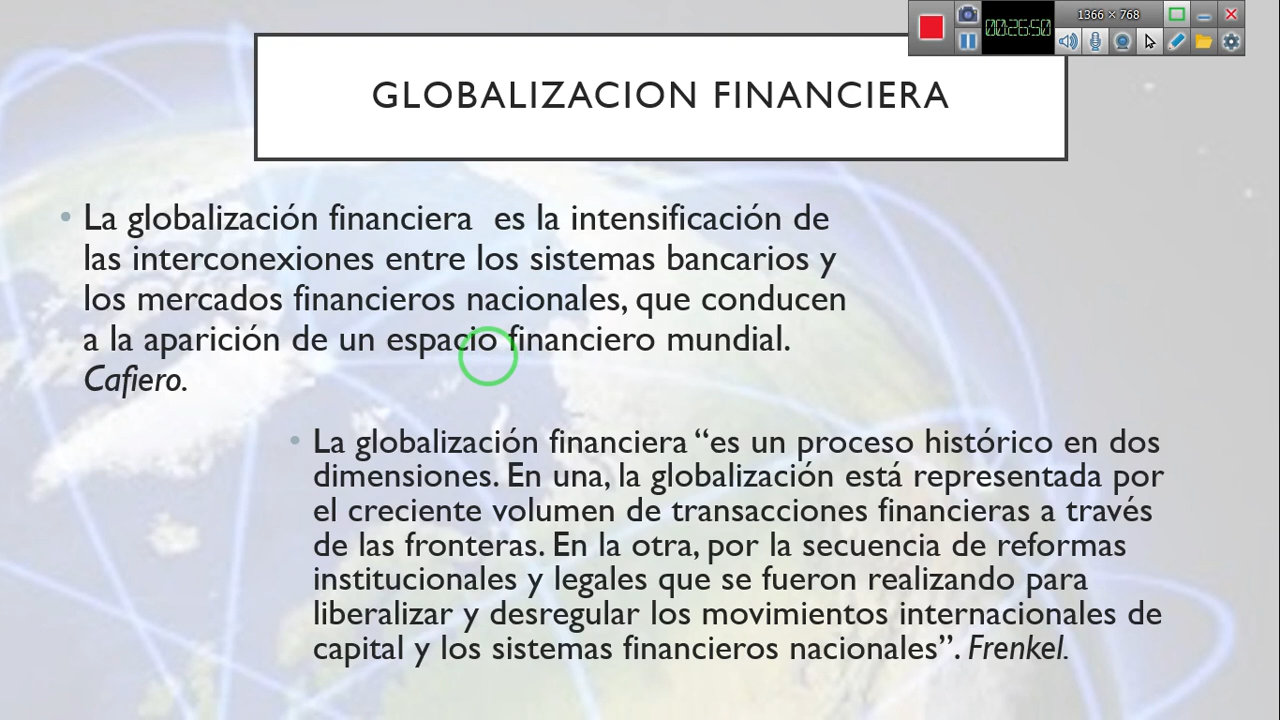 1366 × 768
00:26:50
GLOBALIZACION FINANCIERA
• La globalización financiera es la intensificación de
las interconexiones entre los sistemas bancarios y
los mercados financieros nacionales, que conducen
a la aparición de un espacio financiero mundial.
Cafiero.
• La globalización financiera “es un proceso histórico en dos
dimensiones. En una, la globalización está representada por
el creciente volumen de transacciones financieras a través
de las fronteras. En la otra, por la secuencia de reformas
institucionales y legales que se fueron realizando para
liberalizar y desregular los movimientos internacionales de
capital y los sistemas financieros nacionales”. Frenkel.